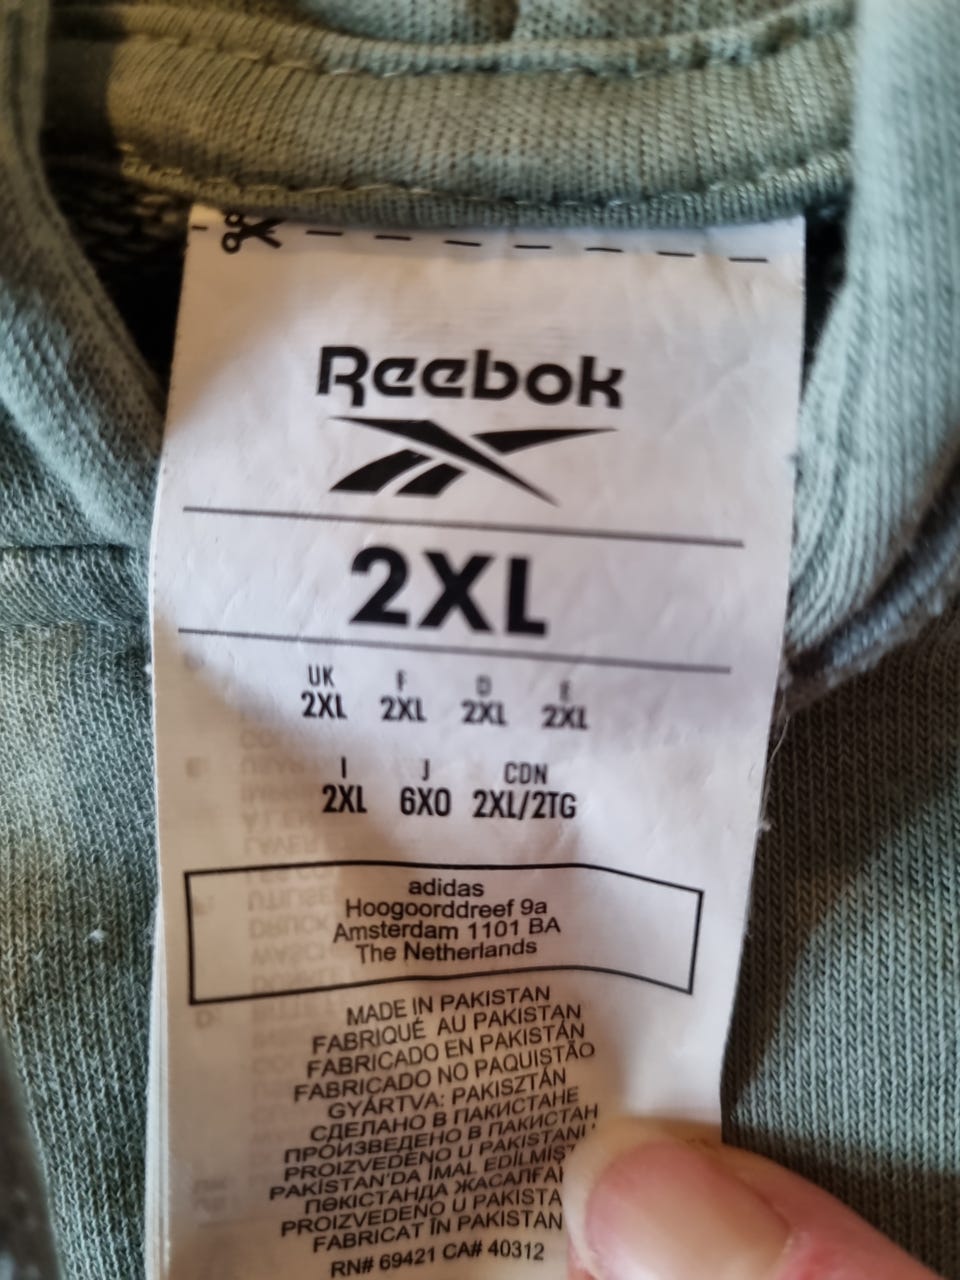 Reebok
2XL
UK F D E
2XL 2XL 2XL 2XL
I J CDN
2XL 6XO 2XL/2TG
adidas
Hoogoorddreef 9a
Amsterdam 1101 BA
The Netherlands
MADE IN PAKISTAN
FABRIQUÉ AU PAKISTAN
FABRICADO EN PAKISTÁN
FABRICADO NO PAQUISTÃO
GYÁRTVA: PAKISZTÁN
СДЕЛАНО В ПАКИСТАНЕ
ПРОИЗВЕДЕНО В ПАКИСТАН
PROIZVEDENO U PAKISTANU
PAKİSTAN'DA İMAL EDİLMİŞT
ПӘКІСТАНДА ЖАСАЛҒАН
PROIZVEDENO U PAKISTA
FABRICAT ÎN PAKISTAN
RN# 69421 CA# 40312